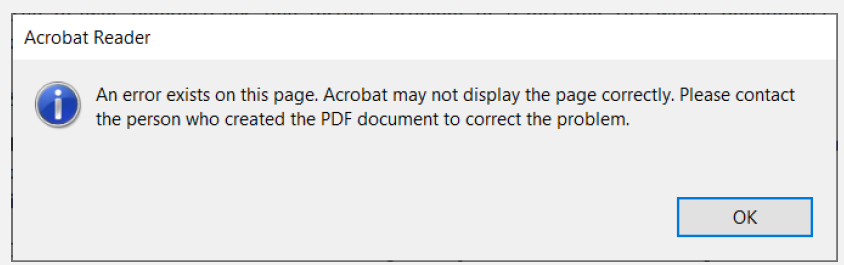 Acrobat Reader
An error exists on this page. Acrobat may not display the page correctly. Please contact
the person who created the PDF document to correct the problem.
OK